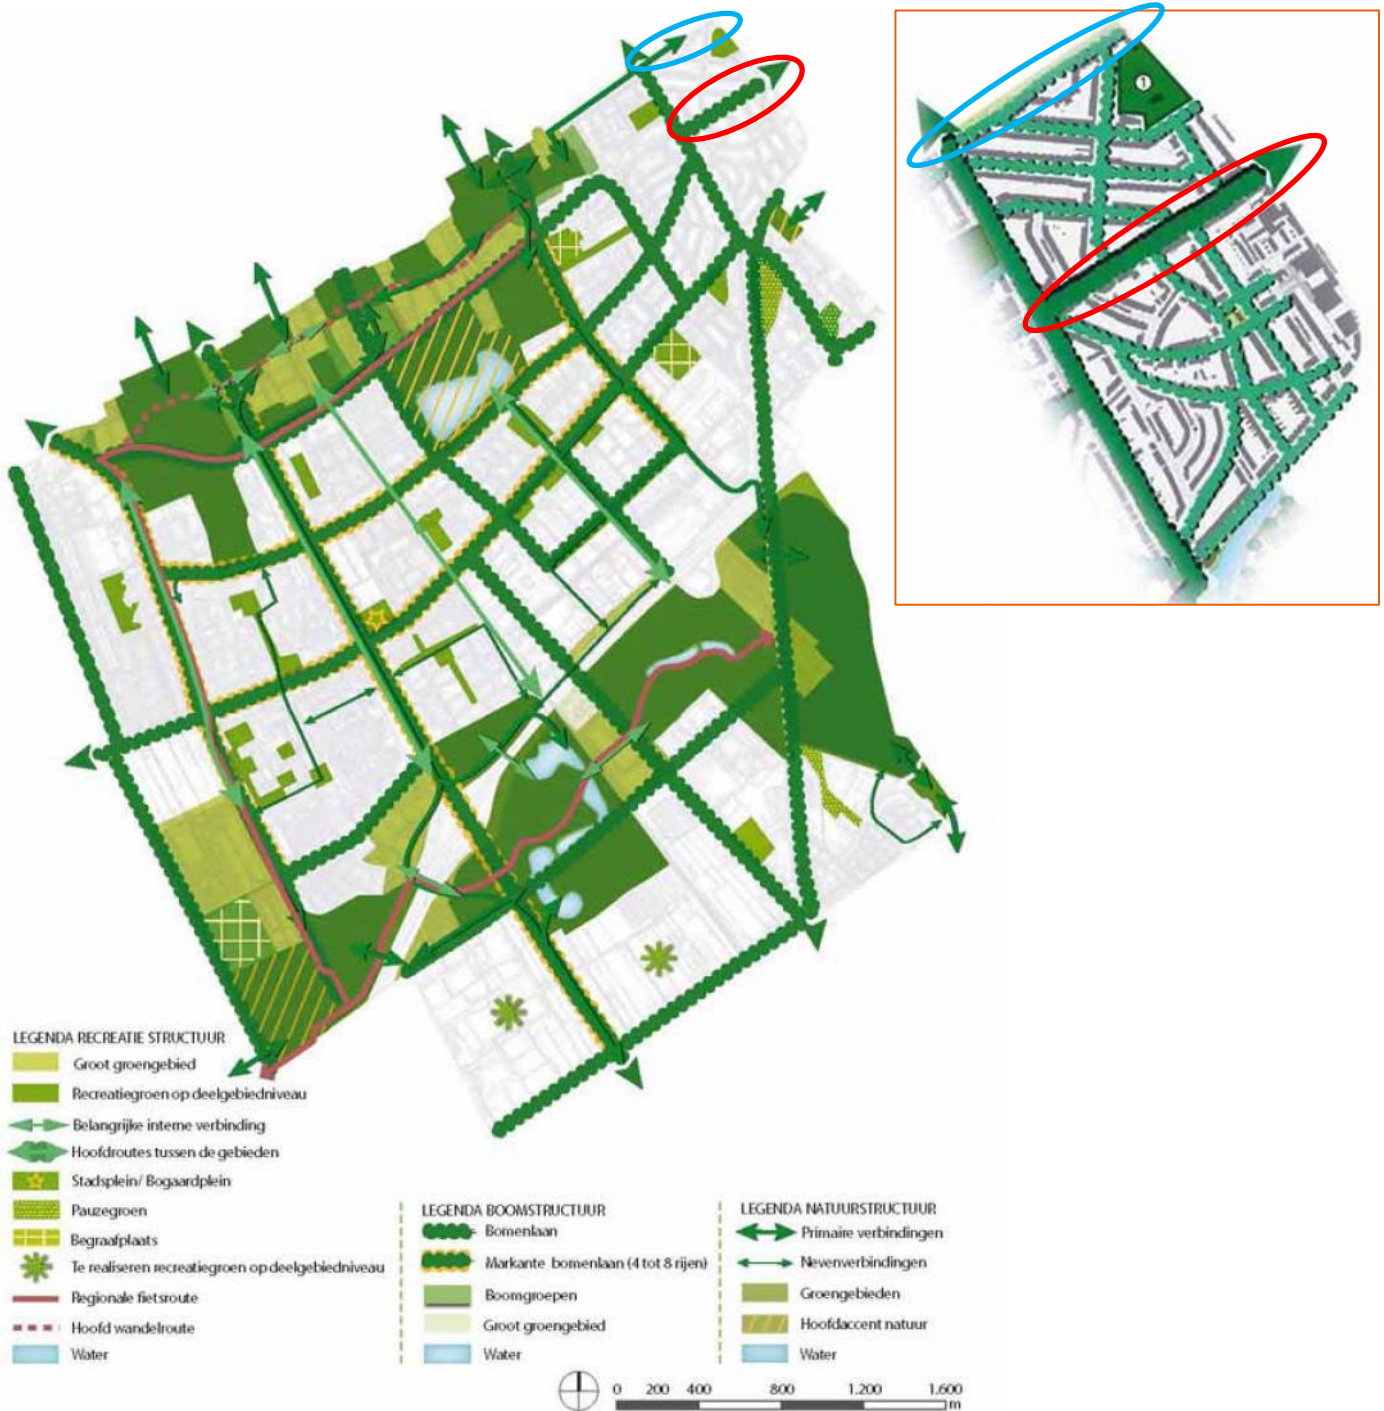 1
LEGENDA RECREATIE STRUCTUUR
Groot groengebied
Recreatiegroen op deelgebiedniveau
Belangrijke interne verbinding
Hoofdroutes tussen de gebieden
Stadsplein/ Bogaardplein
Pauzegroen
Begraafplaats
Te realiseren recreatiegroen op deelgebiedniveau
Regionale fietsroute
Hoofd wandelroute
Water
LEGENDA BOOMSTRUCTUUR
Bomenlaan
Markante bomenlaan (4 tot 8 rijen)
Boomgroepen
Groot groengebied
Water
LEGENDA NATUURSTRUCTUUR
Primaire verbindingen
Nevenverbindingen
Groengebieden
Hoofdaccent natuur
Water
0 200 400 800 1.200 1.600
m